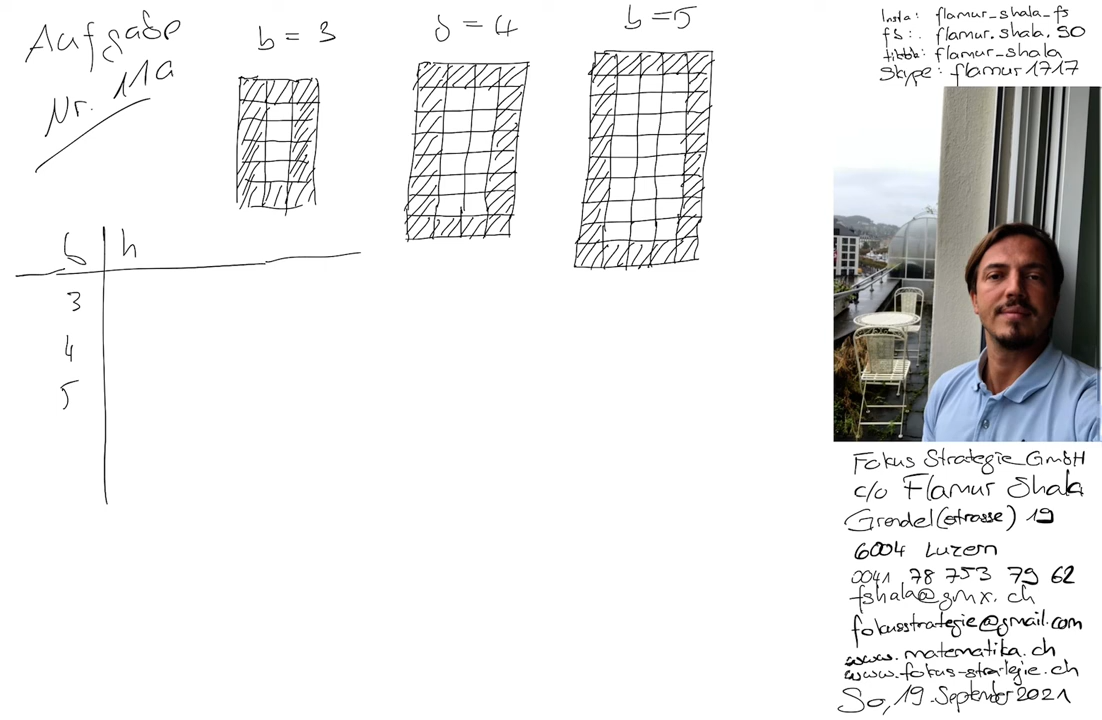 Aufgabe
Nr. 11a
b = 3
b = 4
b = 5
b h
3
4
5
Insta: flamur_shala_fs
fb: flamur.shala.50
tiktok: flamur_shala
Skype: flamur1717
Fokus Strategie GmbH
c/o Flamur Shala
Grendel(strasse) 19
6004 Luzern
0041 78 753 79 62
fshala@gmx.ch
fokusstrategie@gmail.com
www.matematika.ch
www.fokus-strategie.ch
So, 19. September 2021